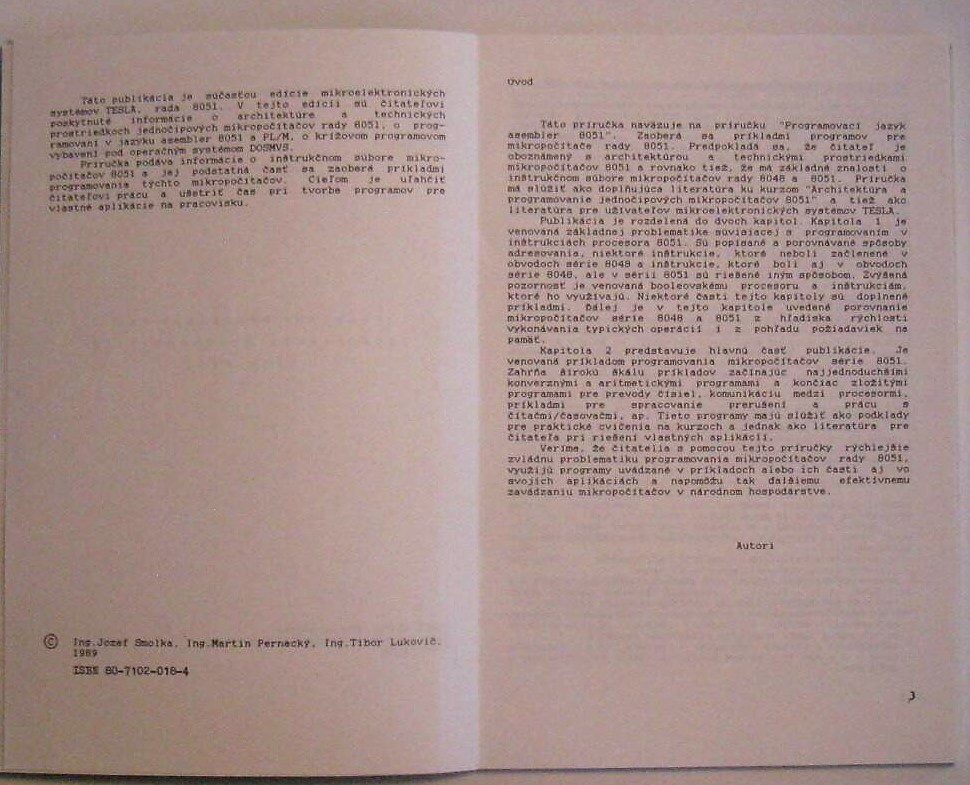 Táto publikácia je súčasťou edície mikroelektronických
systémov TESLA, rada 8051. V tejto edícii sú čitateľovi
poskytnuté informácie o architektúre a technických
prostriedkoch jednočipových mikropočítačov rady 8051, o prog-
ramovaní v jazyku asembler 8051 a PL/M, o krížovom programovom
vybavení pod operačným systémom DOSMVS.
Príručka podáva informácie o inštrukčnom súbore mikro-
počítačov 8051 a jej podstatná časť sa zaoberá príkladmi
programovania týchto mikropočítačov. Cieľom je uľahčiť
čitateľovi prácu a ušetriť čas pri tvorbe programov pre
vlastné aplikácie na pracovisku.
© Ing.Jozef Smolka, Ing.Martin Pernecký, Ing.Tibor Lukovič,
1989
ISBN 80-7102-018-4
Úvod
Táto príručka naväzuje na príručku "Programovací jazyk
asembler 8051". Zaoberá sa príkladmi programov pre
mikropočítače rady 8051. Predpokladá sa, že čitateľ je
oboznámený s architektúrou a technickými prostriedkami
mikropočítačov 8051 a rovnako tiež, že má základné znalosti o
inštrukčnom súbore mikropočítačov rady 8048 a 8051. Príručka
má slúžiť ako doplňujúca literatúra ku kurzom "Architektúra a
programovanie jednočipových mikropočítačov 8051" a tiež ako
literatúra pre užívateľov mikroelektronických systémov TESLA.
Publikácia je rozdelená do dvoch kapitol. Kapitola 1 je
venovaná základnej problematike súvisiacej s programovaním v
inštrukciách procesora 8051. Sú popísané a porovnávané spôsoby
adresovania, niektoré inštrukcie, ktoré neboli začlenené v
obvodoch série 8048 a inštrukcie, ktoré boli aj v obvodoch
série 8048, ale v sérii 8051 sú riešené iným spôsobom. Zvýšená
pozornosť je venovaná booleovskému procesoru a inštrukciám,
ktoré ho využívajú. Niektoré časti tejto kapitoly sú doplnené
príkladmi. Ďalej je v tejto kapitole uvedené porovnanie
mikropočítačov série 8048 a 8051 z hľadiska rýchlosti
vykonávania typických operácií i z pohľadu požiadaviek na
pamäť.
Kapitola 2 predstavuje hlavnú časť publikácie. Je
venovaná príkladom programovania mikropočítačov série 8051.
Zahŕňa širokú škálu príkladov začínajúc najjednoduchšími
konverznými a aritmetickými programami a končiac zložitými
programami pre prevody čísiel, komunikáciu medzi procesormi,
príkladmi pre spracovanie prerušení a prácu s
čítačmi/časovačmi, ap. Tieto programy majú slúžiť ako podklady
pre praktické cvičenia na kurzoch a jednak ako literatúra pre
čitateľa pri riešení vlastných aplikácií.
Veríme, že čitatelia s pomocou tejto príručky rýchlejšie
zvládnu problematiku programovania mikropočítačov rady 8051,
využijú programy uvádzané v príkladoch alebo ich časti aj vo
svojich aplikáciách a napomôžu tak ďalšiemu efektívnemu
zavádzaniu mikropočítačov v národnom hospodárstve.
Autori
3